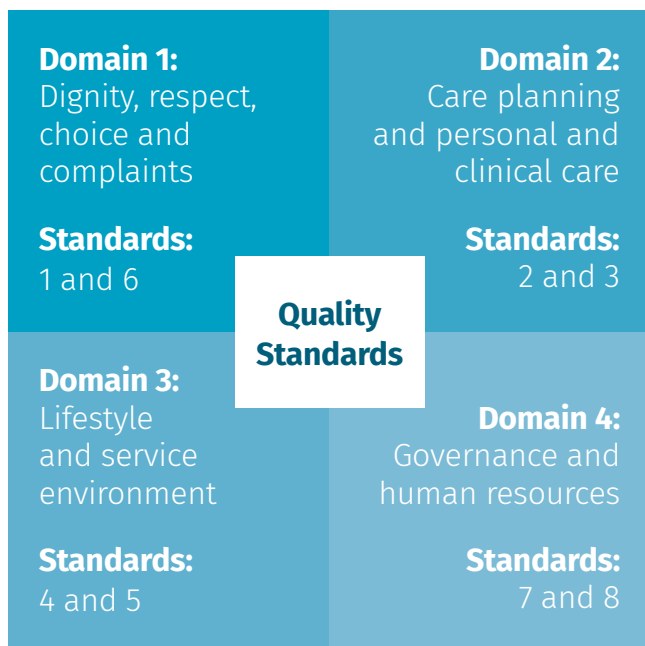 Domain 1:
Dignity, respect,
choice and
complaints
Standards:
1 and 6
Domain 2:
Care planning
and personal and
clinical care
Standards:
2 and 3
Quality
Standards
Domain 3:
Lifestyle
and service
environment
Standards:
4 and 5
Domain 4:
Governance and
human resources
Standards:
7 and 8